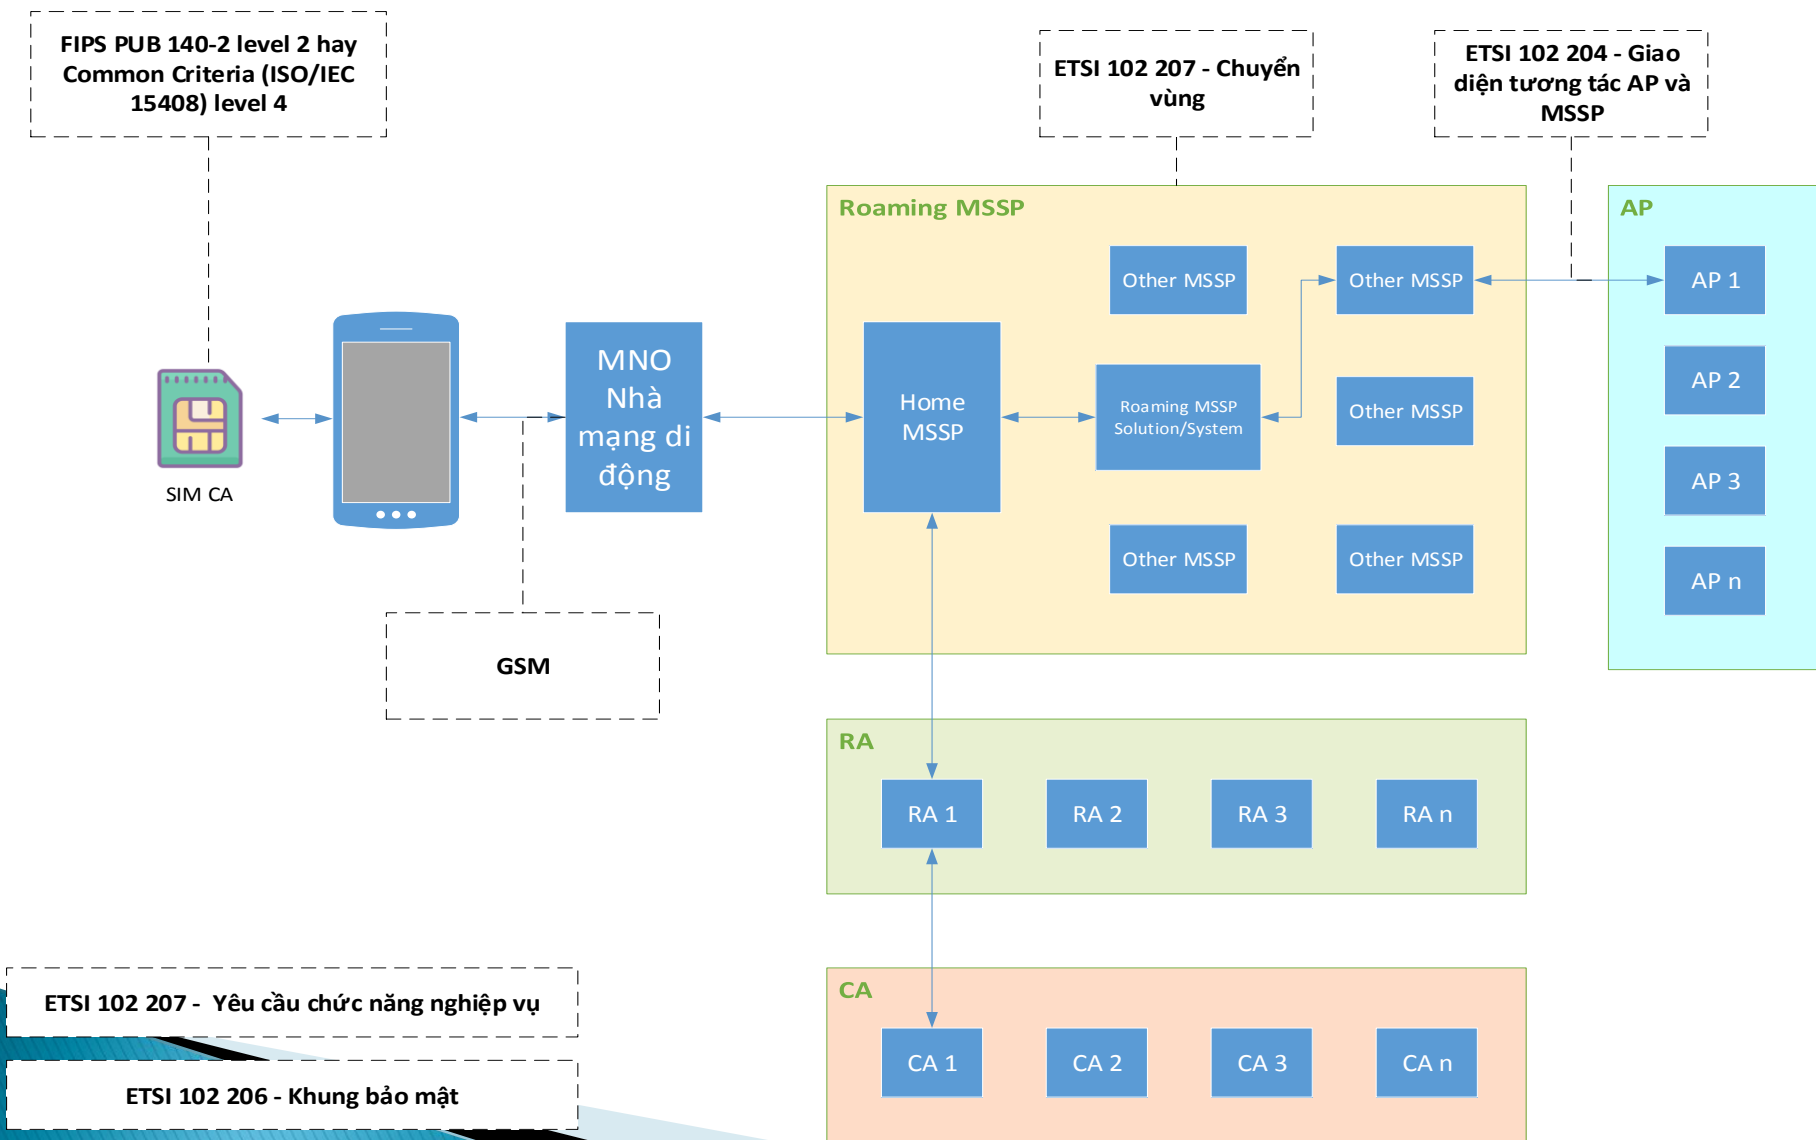 FIPS PUB 140-2 level 2 hay
Common Criteria (ISO/IEC
15408) level 4
ETSI 102 207 - Chuyển
vùng
ETSI 102 204 - Giao
diện tương tác AP và
MSSP
Roaming MSSP
AP
Other MSSP
Other MSSP
AP 1
MNO
Nhà
mạng di
động
Home
MSSP
Roaming MSSP
Solution/System
Other MSSP
AP 2
SIM CA
AP 3
Other MSSP
Other MSSP
AP n
GSM
RA
RA 1
RA 2
RA 3
RA n
CA
ETSI 102 207 -  Yêu cầu chức năng nghiệp vụ
CA 1
CA 2
CA 3
CA n
ETSI 102 206 - Khung bảo mật